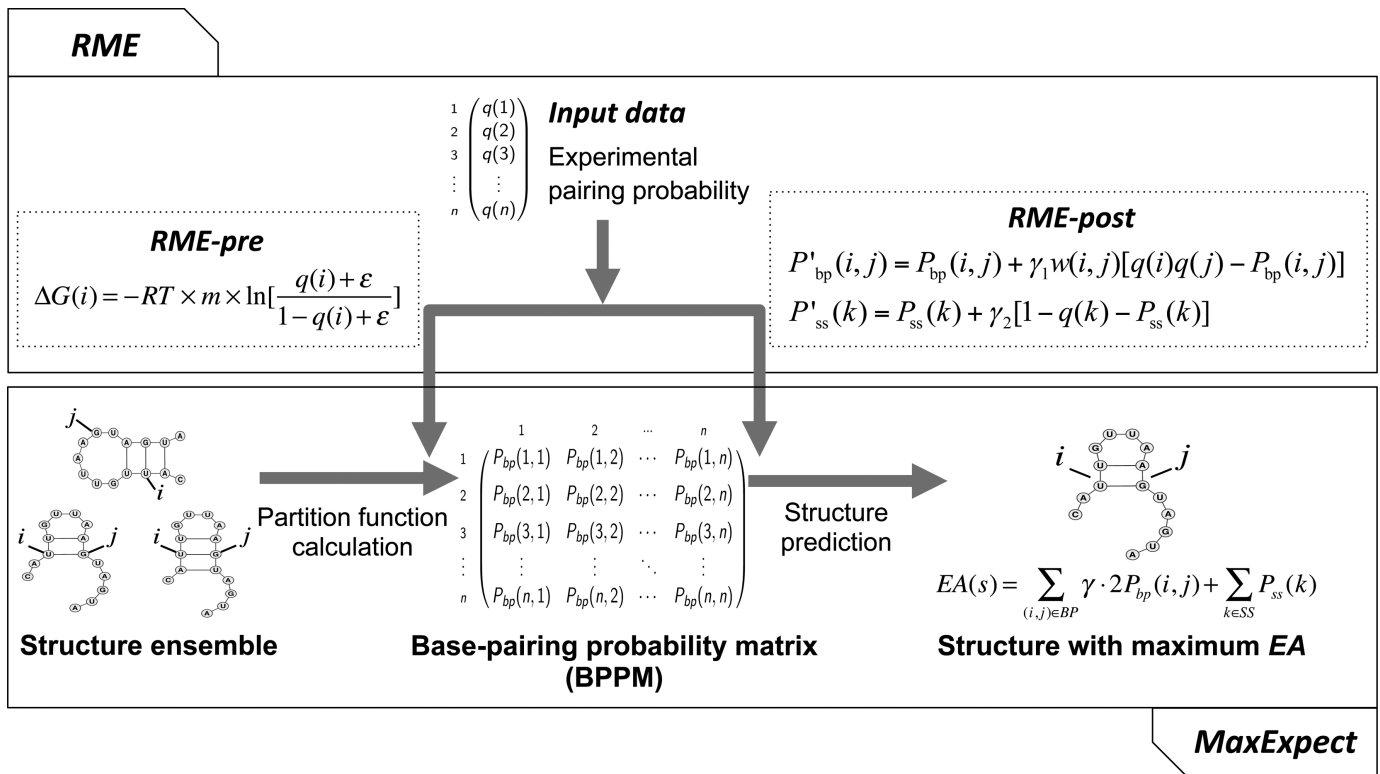 RME
1 q(1)
2 q(2)
3 q(3)
⋮ ⋮
n q(n)
Input data
Experimental
pairing probability
RME-pre
ΔG(i) = −RT × m × ln[(q(i) + ε)/(1 − q(i) + ε)]
RME-post
P'bp(i, j) = Pbp(i, j) + γ1w(i, j)[q(i)q(j) − Pbp(i, j)]
P'ss(k) = Pss(k) + γ2[1 − q(k) − Pss(k)]
j
i
i
j
i
j
Structure ensemble
Partition function
calculation
1 2 ⋯ n
1 Pbp(1, 1) Pbp(1, 2) ⋯ Pbp(1, n)
2 Pbp(2, 1) Pbp(2, 2) ⋯ Pbp(2, n)
3 Pbp(3, 1) Pbp(3, 2) ⋯ Pbp(3, n)
⋮ ⋮ ⋮ ⋱ ⋮
n Pbp(n, 1) Pbp(n, 2) ⋯ Pbp(n, n)
Base-pairing probability matrix
(BPPM)
Structure
prediction
i
j
EA(s) = ∑(i,j)∈BP γ · 2Pbp(i, j) + ∑k∈SS Pss(k)
Structure with maximum EA
MaxExpect